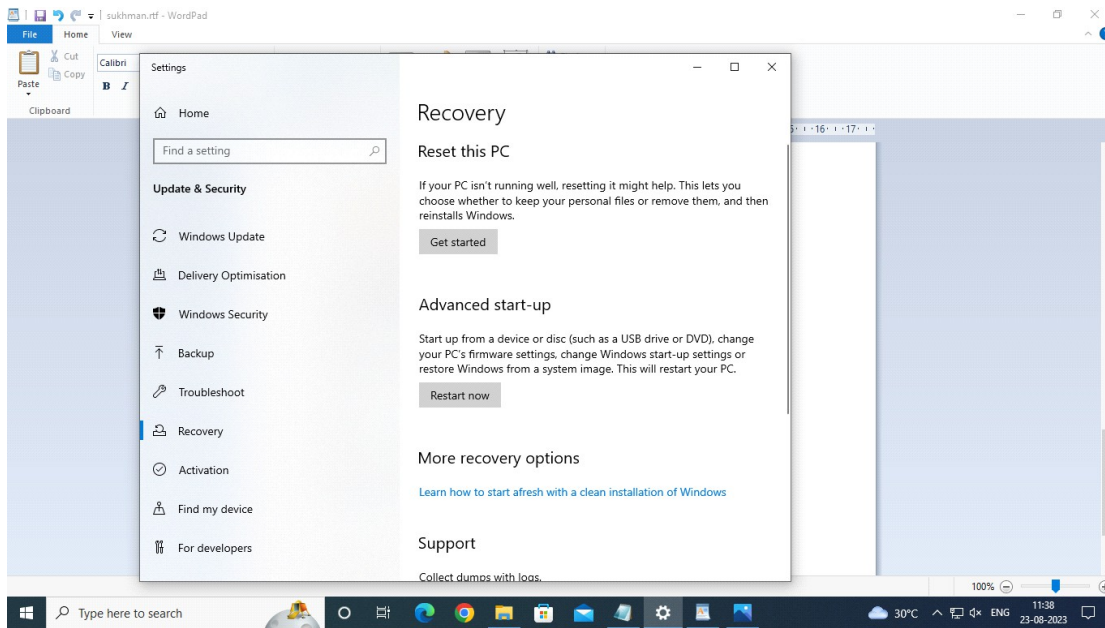 sukhman.rtf - WordPad
File Home View
Paste
Cut
Copy
Clipboard
Calibri
B I
16 17
Settings
Home
Find a setting
Update & Security
Windows Update
Delivery Optimisation
Windows Security
Backup
Troubleshoot
Recovery
Activation
Find my device
For developers
Recovery
Reset this PC
If your PC isn't running well, resetting it might help. This lets you
choose whether to keep your personal files or remove them, and then
reinstalls Windows.
Get started
Advanced start-up
Start up from a device or disc (such as a USB drive or DVD), change
your PC's firmware settings, change Windows start-up settings or
restore Windows from a system image. This will restart your PC.
Restart now
More recovery options
Learn how to start afresh with a clean installation of Windows
Support
Collect dumps with logs.
100%
Type here to search
30°C
ENG
11:38
23-08-2023